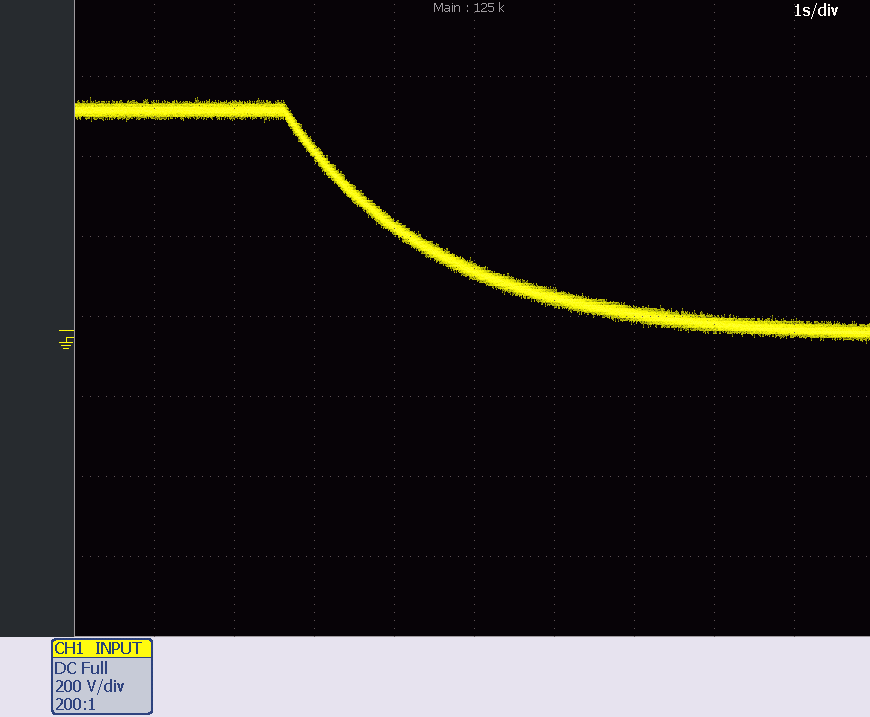 Main : 125 k
1s/div
CH1 INPUT
DC Full
200 V/div
200:1